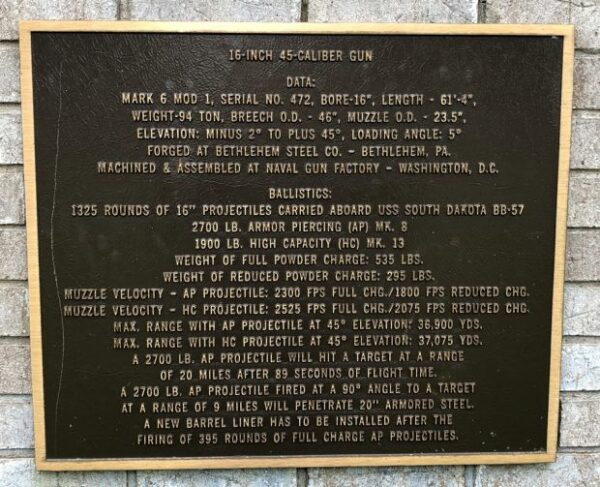 16-INCH 45-CALIBER GUN
DATA:
MARK 6 MOD 1, SERIAL NO. 472, BORE-16", LENGTH - 61'-4",
WEIGHT-94 TON, BREECH O.D. - 46", MUZZLE O.D. - 23.5",
ELEVATION: MINUS 2° TO PLUS 45°, LOADING ANGLE: 5°
FORGED AT BETHLEHEM STEEL CO. - BETHLEHEM, PA.
MACHINED & ASSEMBLED AT NAVAL GUN FACTORY - WASHINGTON, D.C.
BALLISTICS:
1325 ROUNDS OF 16" PROJECTILES CARRIED ABOARD USS SOUTH DAKOTA BB-57
2700 LB. ARMOR PIERCING (AP) MK. 8
1900 LB. HIGH CAPACITY (HC) MK. 13
WEIGHT OF FULL POWDER CHARGE: 535 LBS.
WEIGHT OF REDUCED POWDER CHARGE: 295 LBS.
MUZZLE VELOCITY - AP PROJECTILE: 2300 FPS FULL CHG./1800 FPS REDUCED CHG.
MUZZLE VELOCITY - HC PROJECTILE: 2525 FPS FULL CHG./2075 FPS REDUCED CHG.
MAX. RANGE WITH AP PROJECTILE AT 45° ELEVATION: 36,900 YDS.
MAX. RANGE WITH HC PROJECTILE AT 45° ELEVATION: 37,075 YDS.
A 2700 LB. AP PROJECTILE WILL HIT A TARGET AT A RANGE
OF 20 MILES AFTER 89 SECONDS OF FLIGHT TIME.
A 2700 LB. AP PROJECTILE FIRED AT A 90° ANGLE TO A TARGET
AT A RANGE OF 9 MILES WILL PENETRATE 20" ARMORED STEEL.
A NEW BARREL LINER HAS TO BE INSTALLED AFTER THE
FIRING OF 395 ROUNDS OF FULL CHARGE AP PROJECTILES.